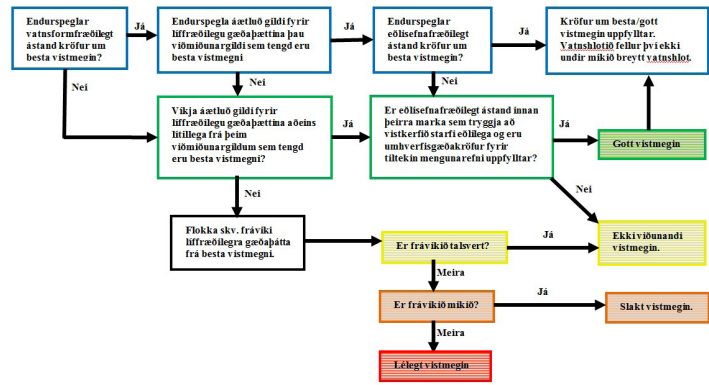 Endurspeglar
vatnsformfræðilegt
ástand kröfur um
besta vistmegin?
Já
Endurspegla áætluð gildi fyrir
líffræðilegu gæðaþættina þau
viðmiðunargildi sem tengd eru
besta vistmegni
Já
Endurspeglar
eðlisefnafræðilegt
ástand kröfur um
besta vistmegin?
Já
Kröfur um besta/gott
vistmegin uppfylltar.
Vatnshlotið fellur því ekki
undir mikið breytt vatnshlot.
Nei
Nei
Nei
Víkja áætluð gildi fyrir
líffræðilegu gæðaþættina aðeins
lítillega frá þeim
viðmiðunargildum sem tengd
eru besta vistmegni?
Já
Er eðlisefnafræðilegt ástand innan
þeirra marka sem tryggja að
vistkerfið starfi eðlilega og eru
umhverfisgæðakröfur fyrir
tiltekin mengunarefni uppfylltar?
Já
Gott vistmegin
Nei
Nei
Flokka skv. fráviki
líffræðilegra gæðaþátta
frá besta vistmegni.
Er frávikið talsvert?
Já
Ekki viðunandi
vistmegin.
Meira
Er frávikið mikið?
Já
Slakt vistmegin.
Meira
Lélegt vistmegin